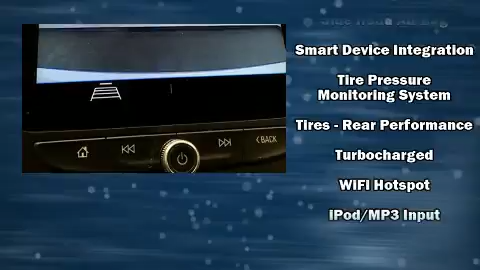 Smart Device Integration
Tire Pressure
Monitoring System
Tires - Rear Performance
Turbocharged
WiFi Hotspot
iPod/MP3 Input
< BACK